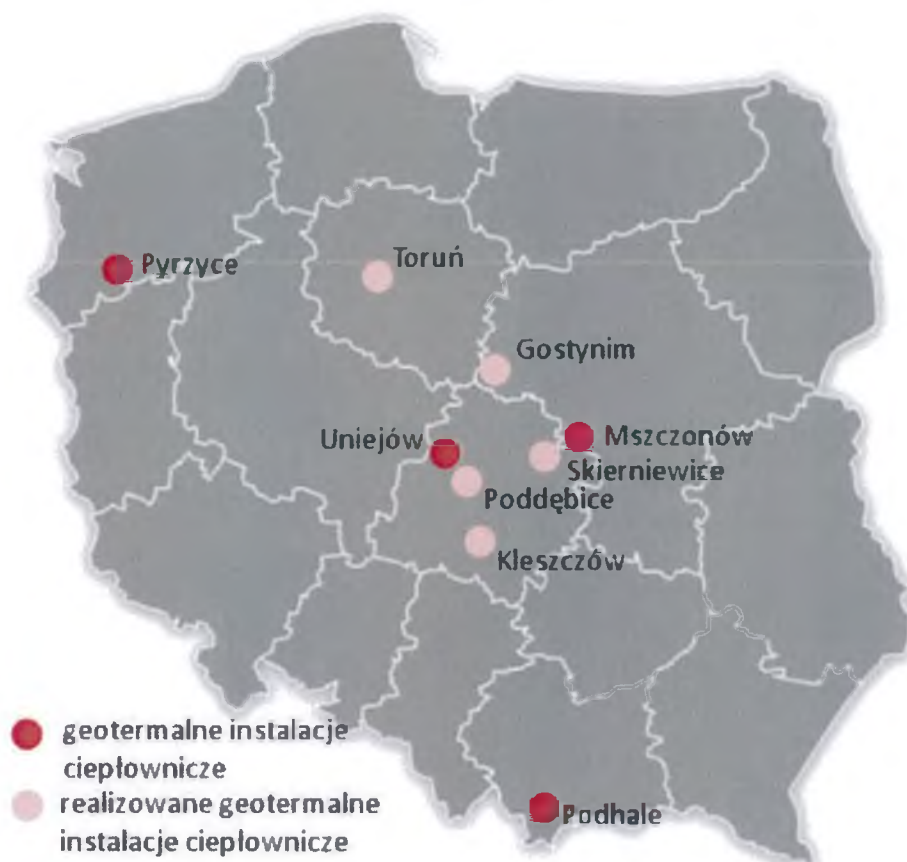 Pyrzyce
Toruń
Gostynim
Uniejów
Mszczonów
Skierniewice
Poddębice
Kleszczów
geotermalne instalacje
ciepłownicze
realizowane geotermalne
instalacje ciepłownicze
Podhale